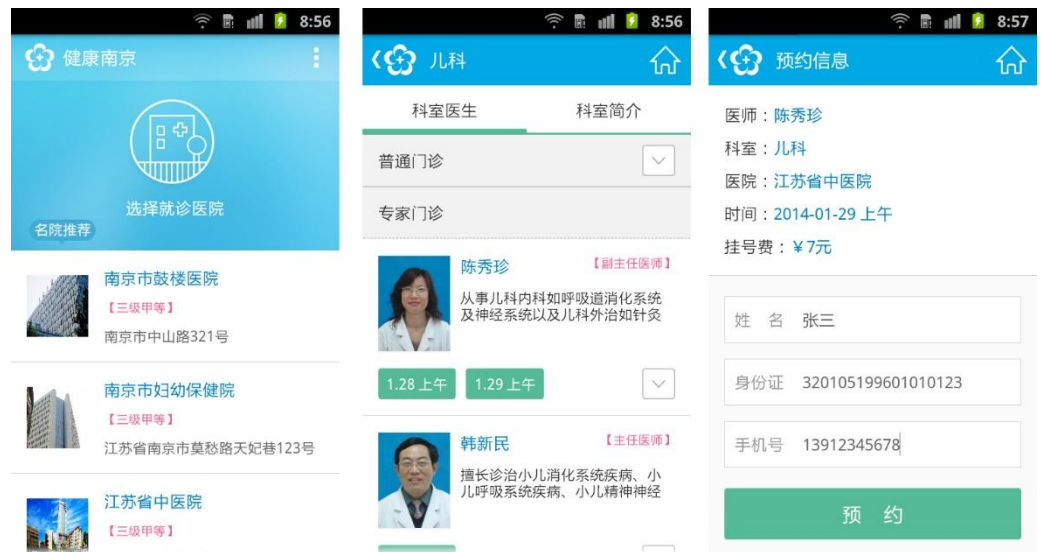 8:56
健康南京
选择就诊医院
名院推荐
南京市鼓楼医院
【三级甲等】
南京市中山路321号
南京市妇幼保健院
【三级甲等】
江苏省南京市莫愁路天妃巷123号
江苏省中医院
【三级甲等】
8:56
儿科
科室医生 科室简介
普通门诊
专家门诊
陈秀珍 【副主任医师】
从事儿科内科如呼吸道消化系统
及神经系统以及儿科外治如针灸
1.28 上午 1.29 上午
韩新民 【主任医师】
擅长诊治小儿消化系统疾病、小
儿呼吸系统疾病、小儿精神神经
8:57
预约信息
医师：陈秀珍
科室：儿科
医院：江苏省中医院
时间：2014-01-29 上午
挂号费：￥7元
姓 名 张三
身份证 320105199601010123
手机号 13912345678
预 约